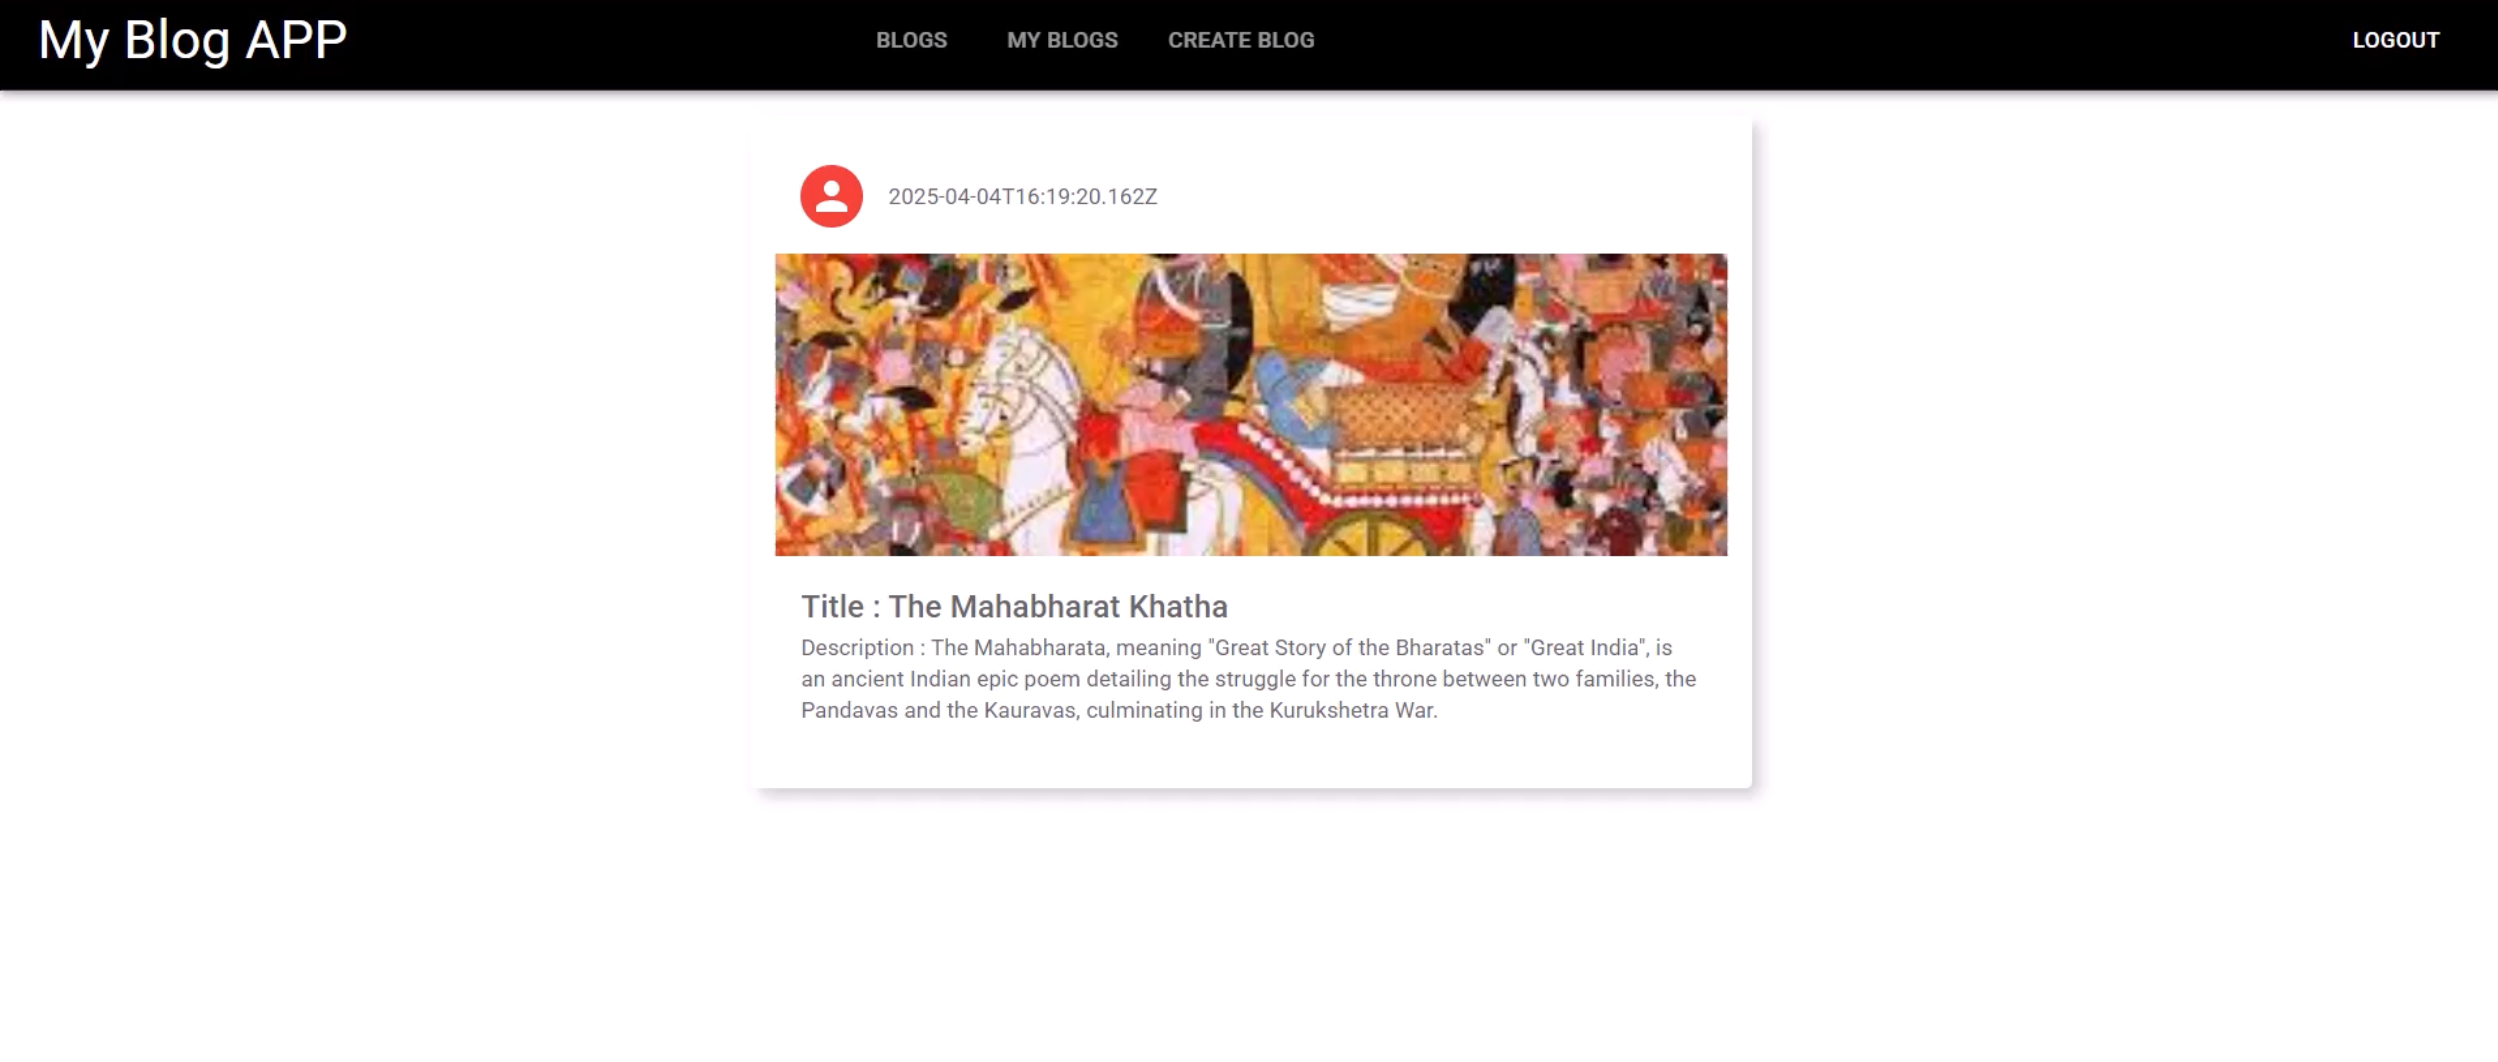 My Blog APP
BLOGS
MY BLOGS
CREATE BLOG
LOGOUT
2025-04-04T16:19:20.162Z
Title : The Mahabharat Khatha
Description : The Mahabharata, meaning "Great Story of the Bharatas" or "Great India", is
an ancient Indian epic poem detailing the struggle for the throne between two families, the
Pandavas and the Kauravas, culminating in the Kurukshetra War.